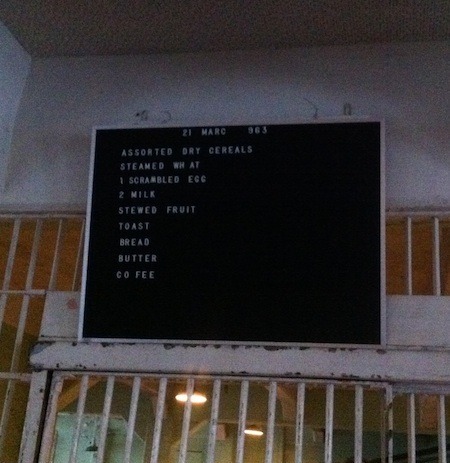 21 MARC 963
ASSORTED DRY CEREALS
STEAMED WH AT
1 SCRAMBLED EGG
2 MILK
STEWED FRUIT
TOAST
BREAD
BUTTER
CO FEE